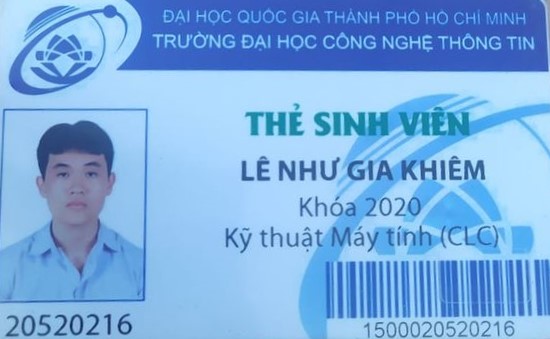 ĐẠI HỌC QUỐC GIA THÀNH PHỐ HỒ CHÍ MINH
TRƯỜNG ĐẠI HỌC CÔNG NGHỆ THÔNG TIN
THẺ SINH VIÊN
LÊ NHƯ GIA KHIÊM
Khóa 2020
Kỹ thuật Máy tính (CLC)
20520216
1500020520216